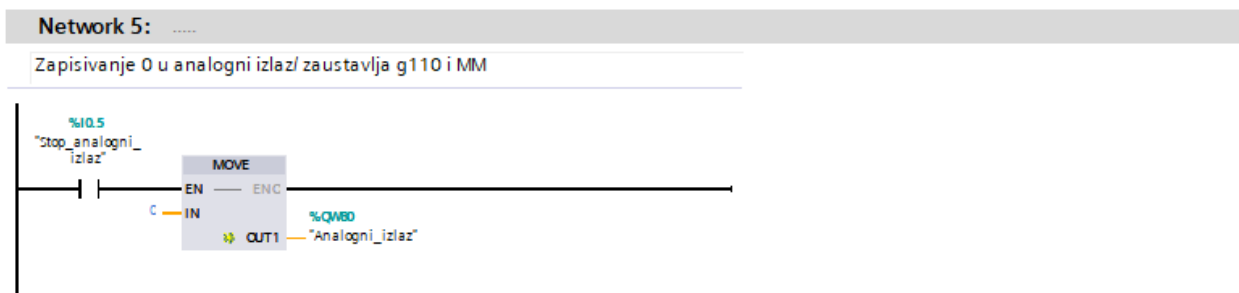 Network 5: .....
Zapisivanje 0 u analogni izlaz/ zaustavlja g110 i MM
%I0.5
"Stop_analogni_
izlaz"
MOVE
EN ENO
0 IN
%QW80
OUT1 "Analogni_izlaz"